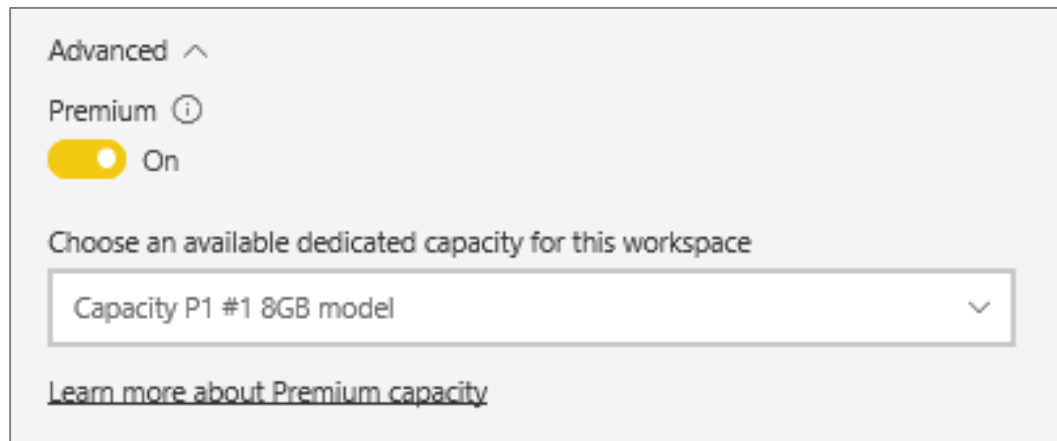 Advanced
Premium
On
Choose an available dedicated capacity for this workspace
Capacity P1 #1 8GB model
Learn more about Premium capacity